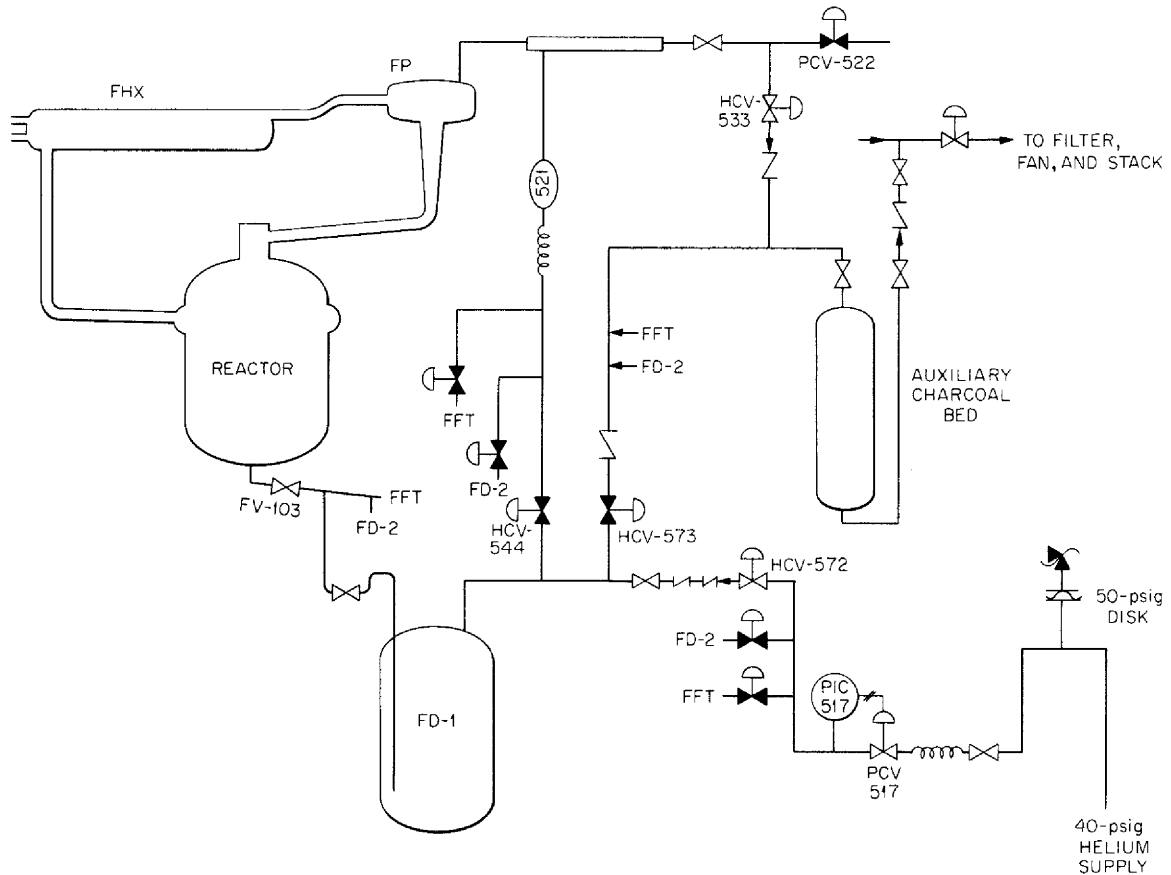 FP
PCV-522
FHX
HCV-
533
TO FILTER,
FAN, AND STACK
521
REACTOR
FFT
FD-2
AUXILIARY
CHARCOAL
BED
FFT
FD-2
FV-103
FFT
FD-2
HCV-
544
HCV-573
HCV-572
50-psig
DISK
FD-2
FFT
PIC
517
FD-1
PCV
517
40-psig
HELIUM
SUPPLY